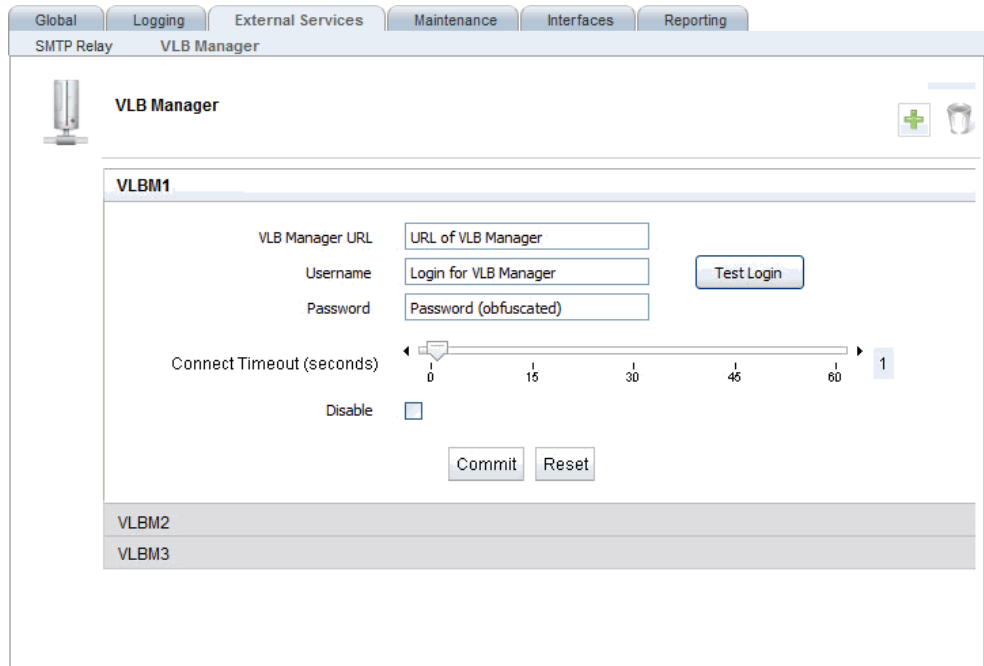 Global Logging External Services Maintenance Interfaces Reporting
SMTP Relay VLB Manager
VLB Manager
VLBM1
VLB Manager URL URL of VLB Manager
Username Login for VLB Manager Test Login
Password Password (obfuscated)
Connect Timeout (seconds) 1
0 15 30 45 60
Disable
Commit Reset
VLBM2
VLBM3